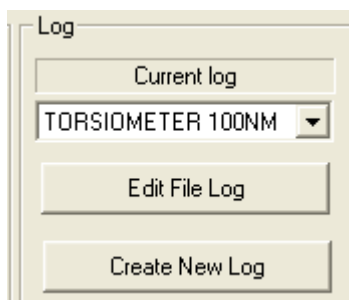 Log
Current log
TORSIOMETER 100NM
Edit File Log
Create New Log